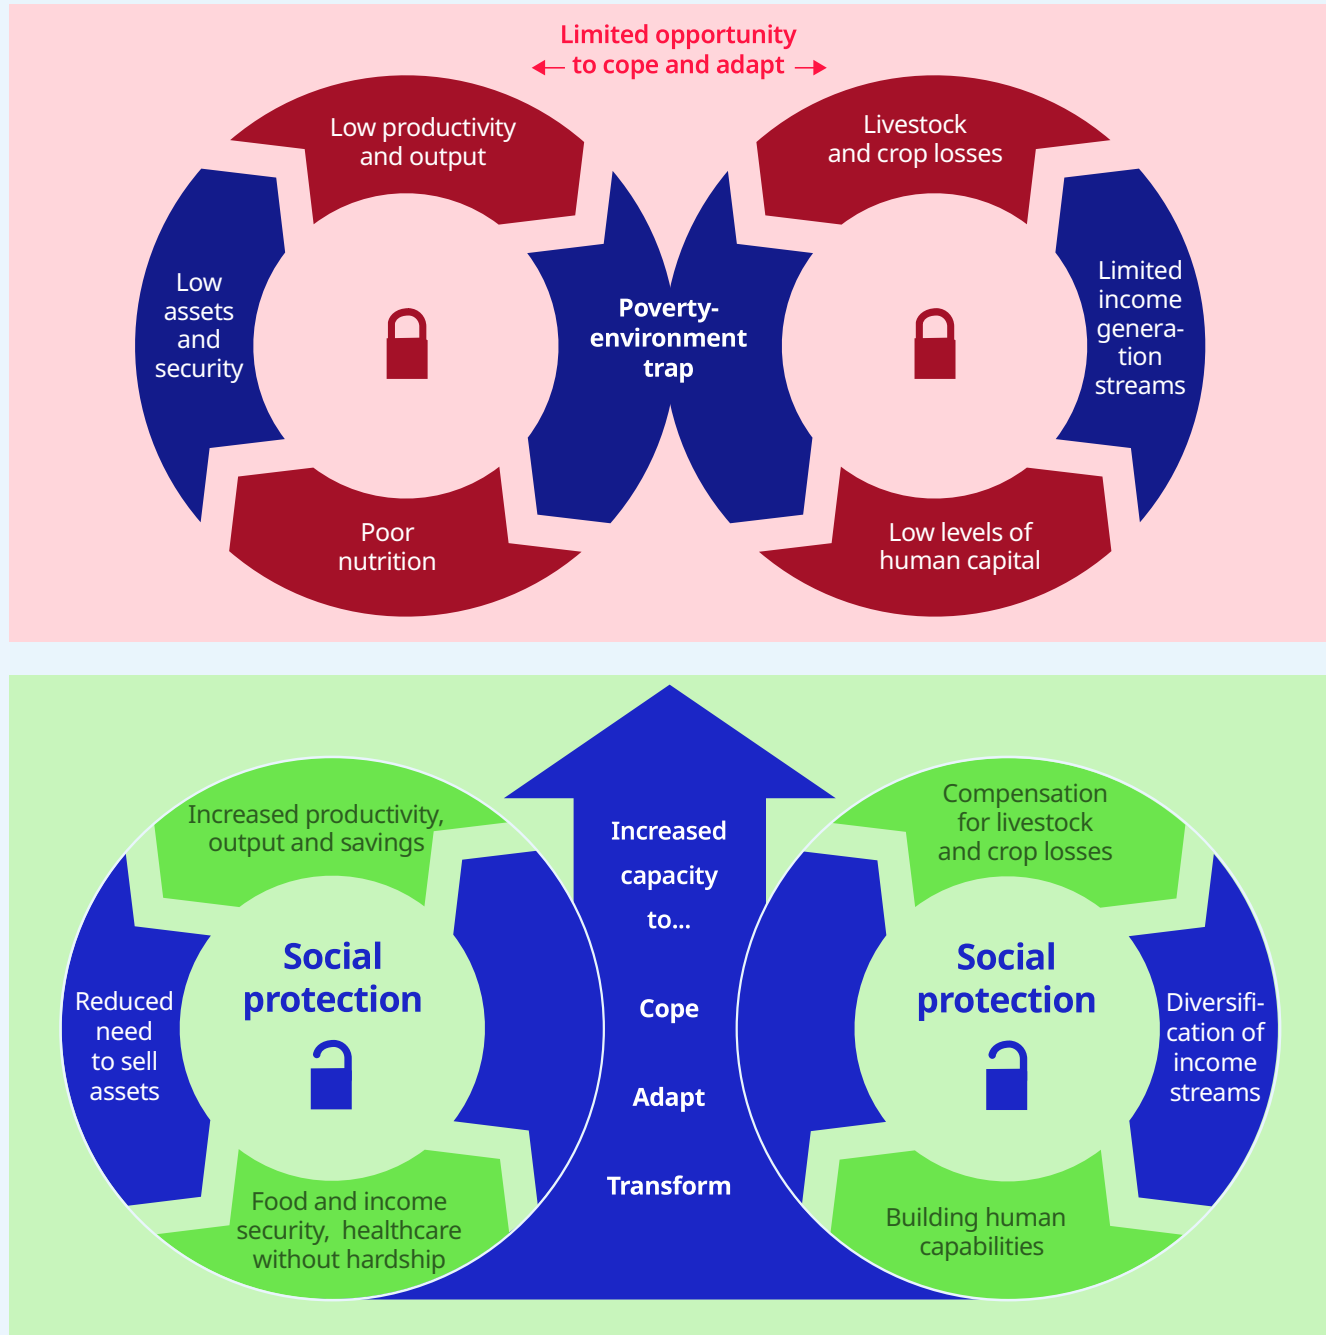 Limited opportunity
to cope and adapt
Low productivity
and output
Livestock
and crop losses
Low
assets
and
security
Poverty-
environment
trap
Limited
income
genera-
tion
streams
Poor
nutrition
Low levels of
human capital
Increased productivity,
output and savings
Increased
capacity
to...
Cope
Adapt
Transform
Compensation
for livestock
and crop losses
Social
protection
Social
protection
Reduced
need
to sell
assets
Diversifi-
cation of
income
streams
Food and income
security, healthcare
without hardship
Building human
capabilities